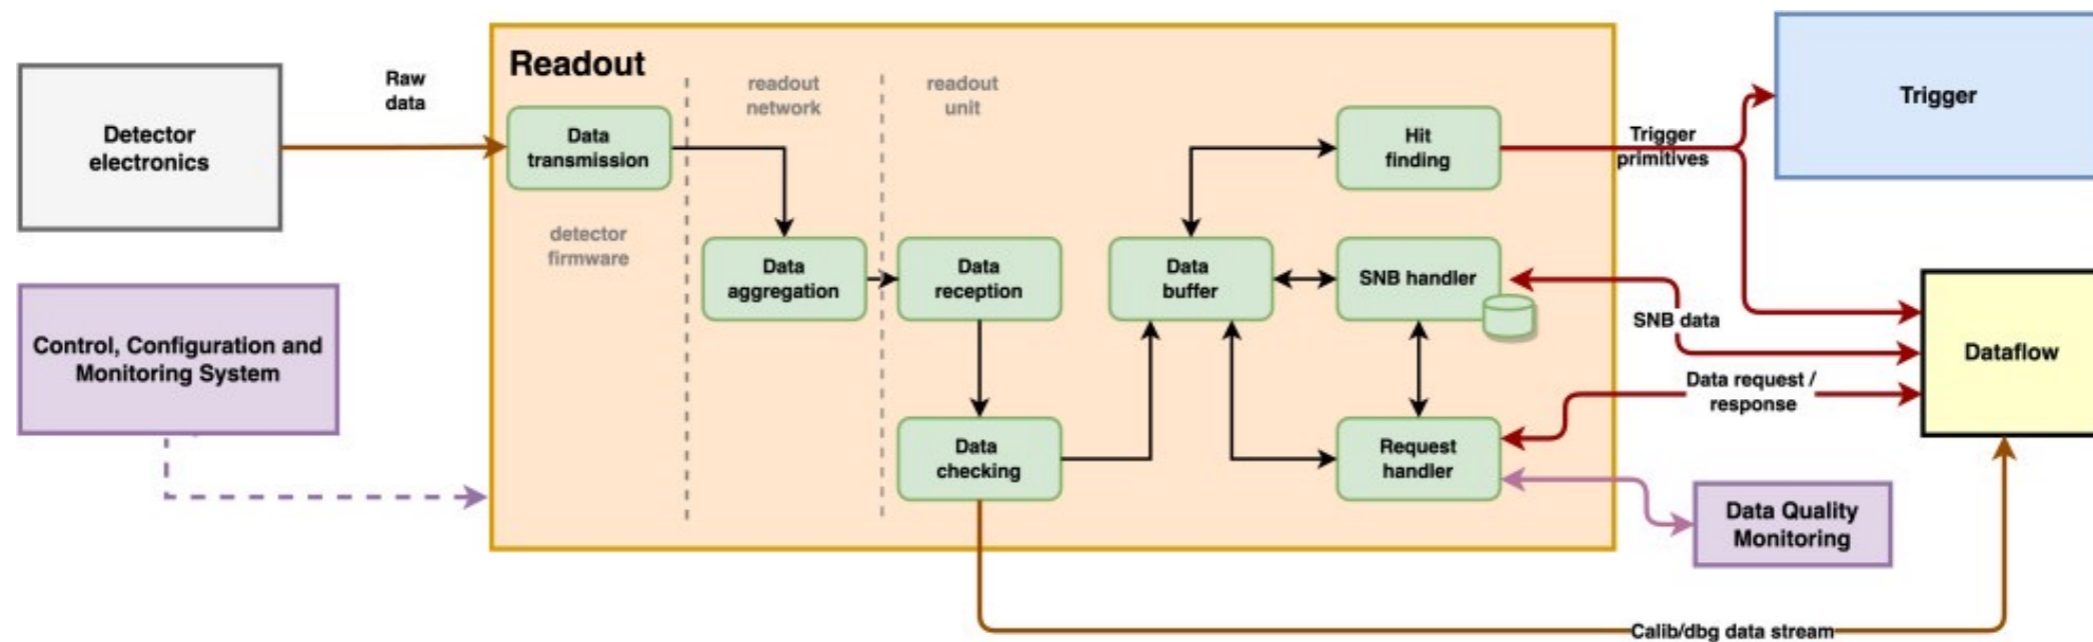 Readout
Raw
data
readout
network
readout
unit
Detector
electronics
Data
transmission
Hit
finding
Trigger
primitives
Trigger
detector
firmware
Data
aggregation
Data
reception
Data
buffer
SNB handler
SNB data
Control, Configuration and
Monitoring System
Dataflow
Data request /
response
Data
checking
Request
handler
Data Quality
Monitoring
Calib/dbg data stream